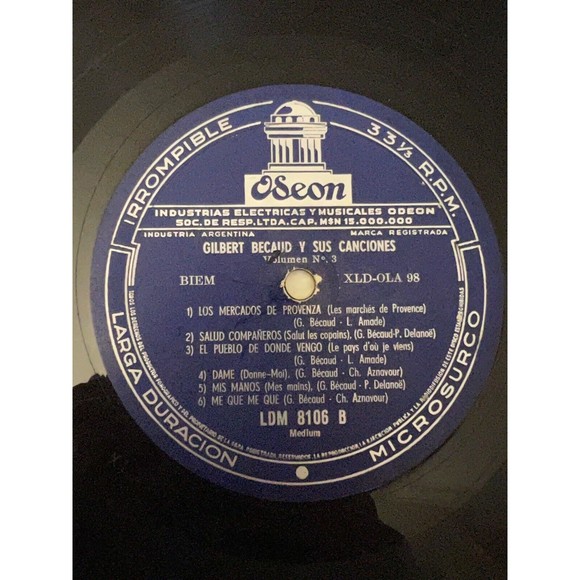 IRROMPIBLE
33⅓ R.P.M.
Odeon
INDUSTRIAS ELECTRICAS Y MUSICALES ODEON
SOC. DE RESP. LTDA. CAP. M$N 15.000.000
INDUSTRIA ARGENTINA MARCA REGISTRADA
GILBERT BECAUD Y SUS CANCIONES
Volumen Nº. 3
BIEM XLD-OLA 98
1) LOS MERCADOS DE PROVENZA (Les marchés de Provence)
(G. Bécaud - L. Amade)
2) SALUD COMPAÑEROS (Salut les copains), (G. Bécaud-P. Delanoë)
3) EL PUEBLO DE DONDE VENGO (Le pays d'où je viens)
(G. Bécaud - L. Amade)
4) DAME (Donne-Moi). (G. Bécaud - Ch. Aznavour)
5) MIS MANOS (Mes mains), (G. Bécaud - P. Delanoë)
6) ME QUE ME QUE (G. Bécaud - Ch. Aznavour)
LDM 8106 B
Medium
LARGA DURACION
MICROSURCO